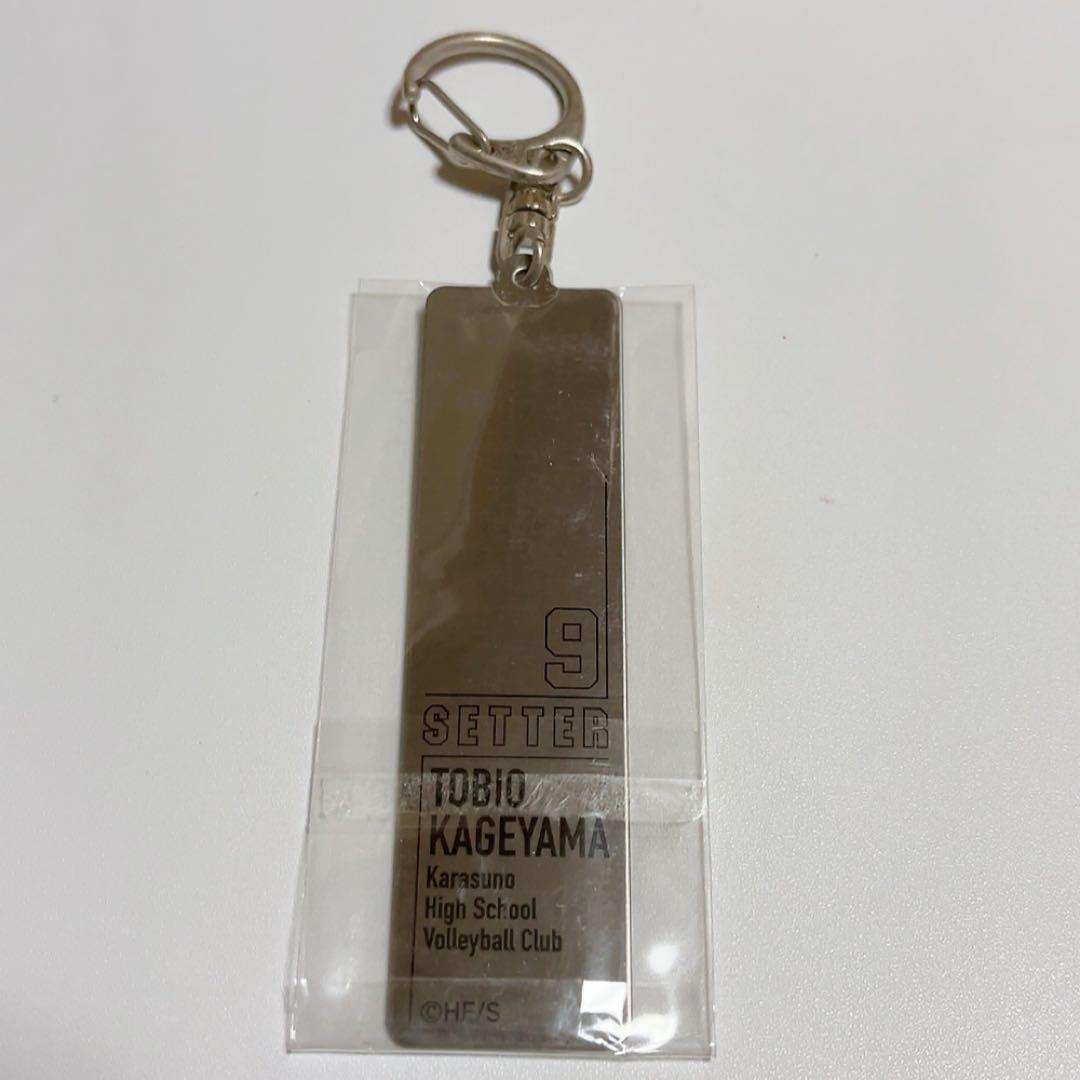 9
SETTER
TOBIO
KAGEYAMA
Karasuno
High School
Volleyball Club
©HF/S